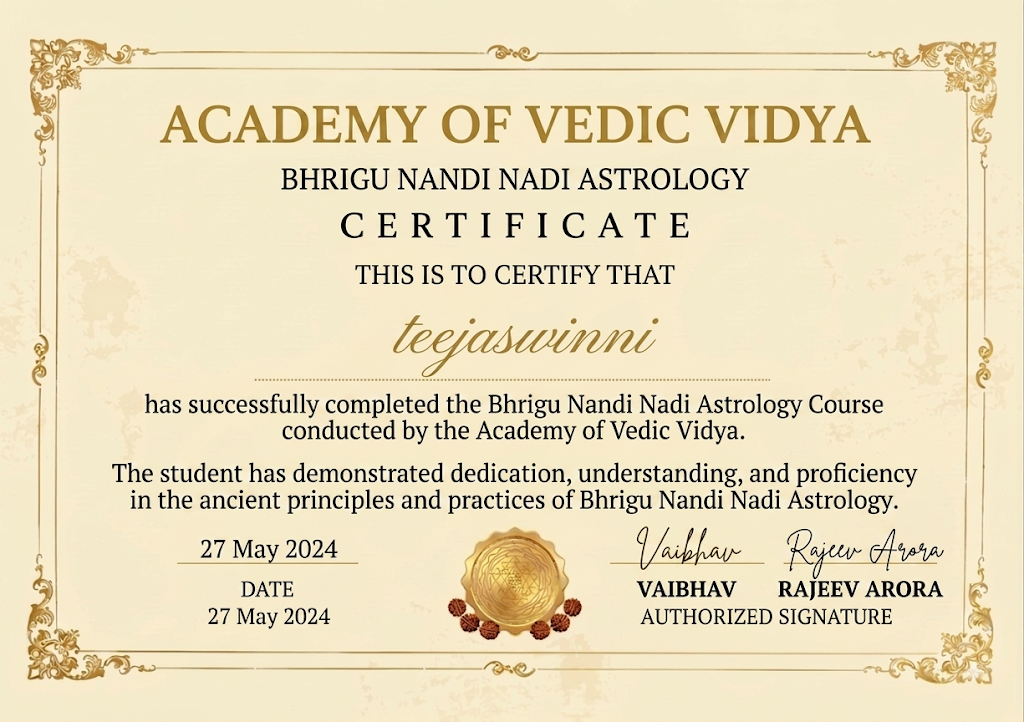 ACADEMY OF VEDIC VIDYA
BHRIGU NANDI NADI ASTROLOGY
CERTIFICATE
THIS IS TO CERTIFY THAT
teejaswinni
has successfully completed the Bhrigu Nandi Nadi Astrology Course
conducted by the Academy of Vedic Vidya.
The student has demonstrated dedication, understanding, and proficiency
in the ancient principles and practices of Bhrigu Nandi Nadi Astrology.
27 May 2024
DATE
27 May 2024
Vaibhav Rajeev Arora
VAIBHAV RAJEEV ARORA
AUTHORIZED SIGNATURE